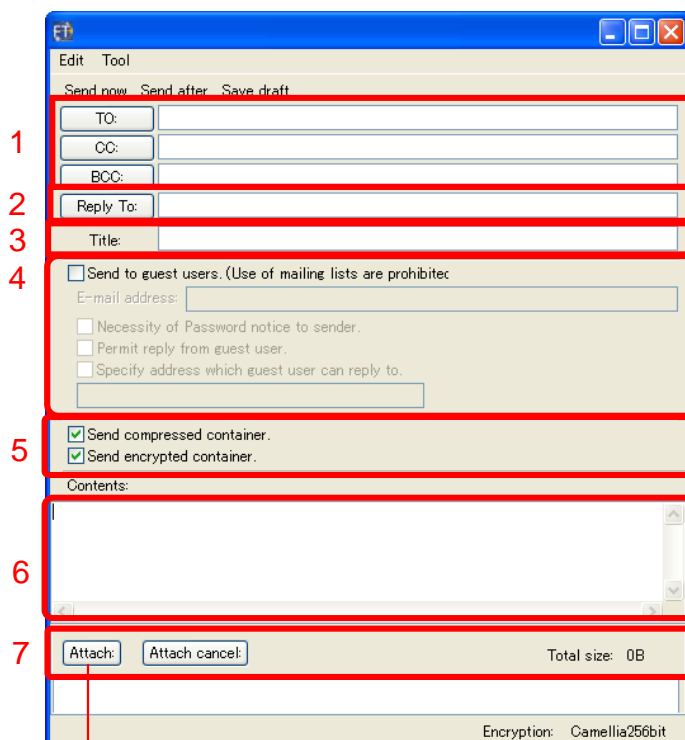 ET
Edit Tool
Send now Send after Save draft
1
TO:
CC:
BCC:
2 Reply To:
3 Title:
4 Send to guest users. (Use of mailing lists are prohibited
E-mail address:
Necessity of Password notice to sender.
Permit reply from guest user.
Specify address which guest user can reply to.
5 Send compressed container.
Send encrypted container.
Contents:
6
7 Attach: Attach cancel: Total size: 0B
Encryption: Camellia256bit